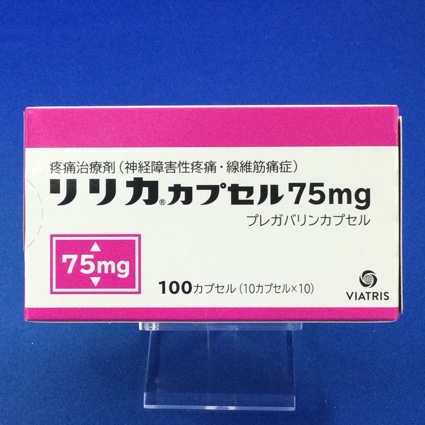 疼痛治療剤（神経障害性疼痛・線維筋痛症）
リリカ®カプセル75mg
プレガバリンカプセル
75mg
100カプセル（10カプセル×10）
VIATRIS